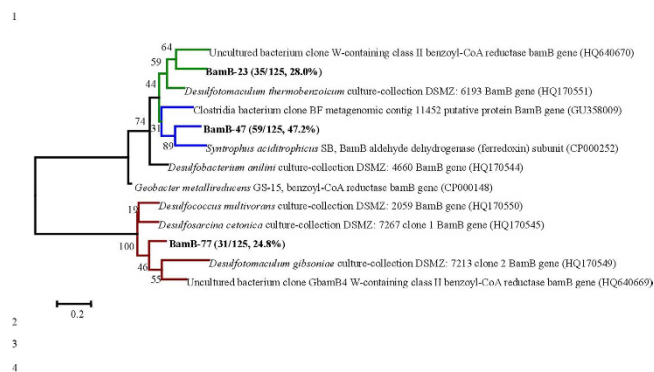 1
64
Uncultured bacterium clone W-containing class II benzoyl-CoA reductase bamB gene (HQ640670)
59
BamB-23 (35/125, 28.0%)
44
Desulfotomaculum thermobenzoicum culture-collection DSMZ: 6193 BamB gene (HQ170551)
Clostridia bacterium clone BF metagenomic contig 11452 putative protein BamB gene (GU358009)
74
31
BamB-47 (59/125, 47.2%)
89
Syntrophus aciditrophicus SB, BamB aldehyde dehydrogenase (ferredoxin) subunit (CP000252)
Desulfobacterium anilini culture-collection DSMZ: 4660 BamB gene (HQ170544)
Geobacter metallireducens GS-15, benzoyl-CoA reductase bamB gene (CP000148)
19
Desulfococcus multivorans culture-collection DSMZ: 2059 BamB gene (HQ170550)
Desulfosarcina cetonica culture-collection DSMZ: 7267 clone 1 BamB gene (HQ170545)
100
BamB-77 (31/125, 24.8%)
46
Desulfotomaculum gibsoniae culture-collection DSMZ: 7213 clone 2 BamB gene (HQ170549)
55
Uncultured bacterium clone GbamB4 W-containing class II benzoyl-CoA reductase bamB gene (HQ640669)
0.2
2
3
4